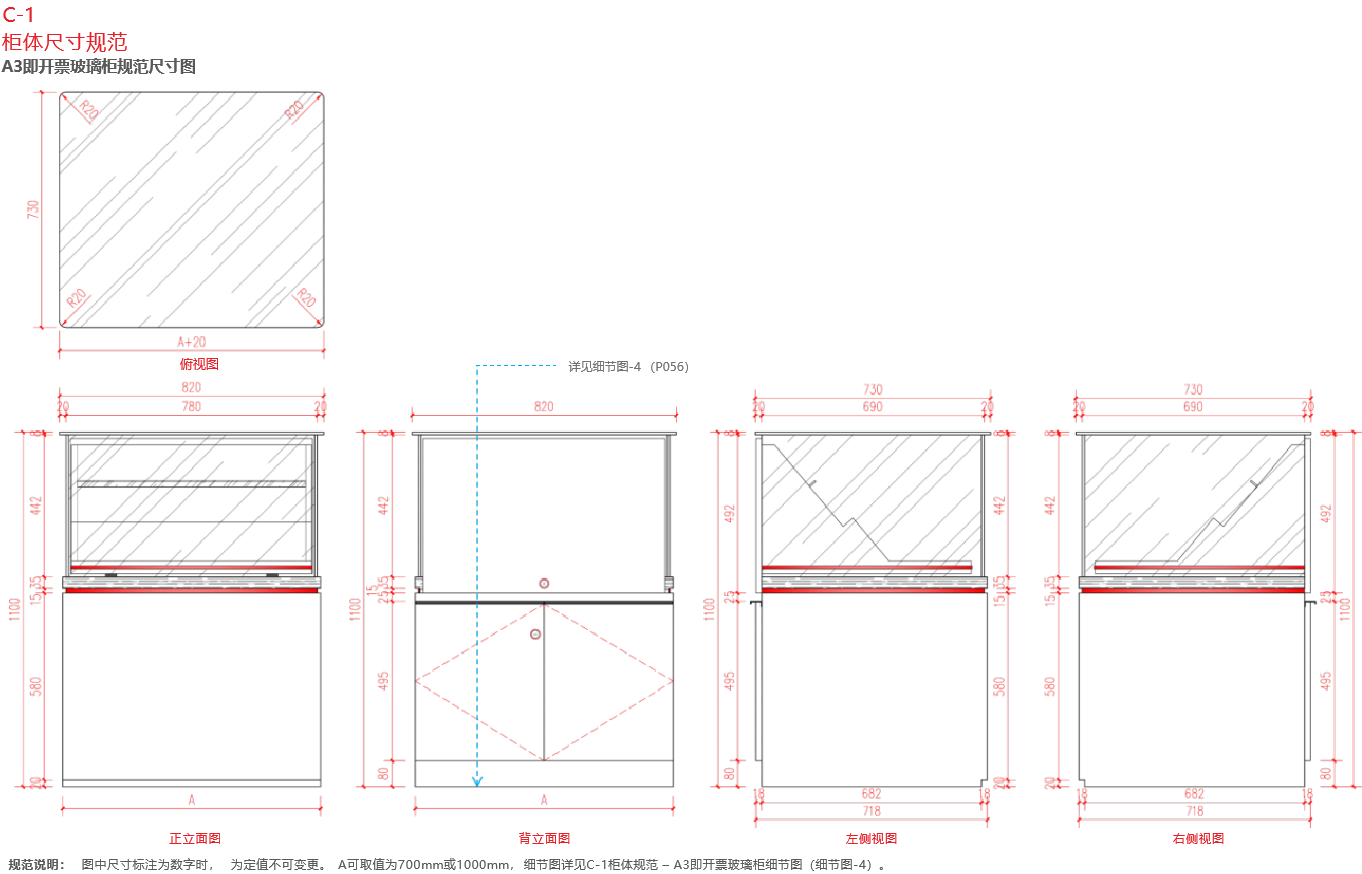 C-1
柜体尺寸规范
A3即开票玻璃柜规范尺寸图
R20
R20
730
R20
R20
A+20
俯视图
详见细节图-4 (P056)
820
20 780 20
8
442
35
15
1100
580
20
A
正立面图
820
8
442
35
15
25
1100
495
80
A
背立面图
730
20 690 20
8
492
25
1100
495
80
8
442
35
15
580
20
18 682 18
718
左侧视图
730
20 690 20
8
442
35
15
580
20
8
492
25
1100
495
80
18 682 18
718
右侧视图
规范说明： 图中尺寸标注为数字时， 为定值不可变更。 A可取值为700mm或1000mm， 细节图详见C-1柜体规范 – A3即开票玻璃柜细节图（细节图-4）。